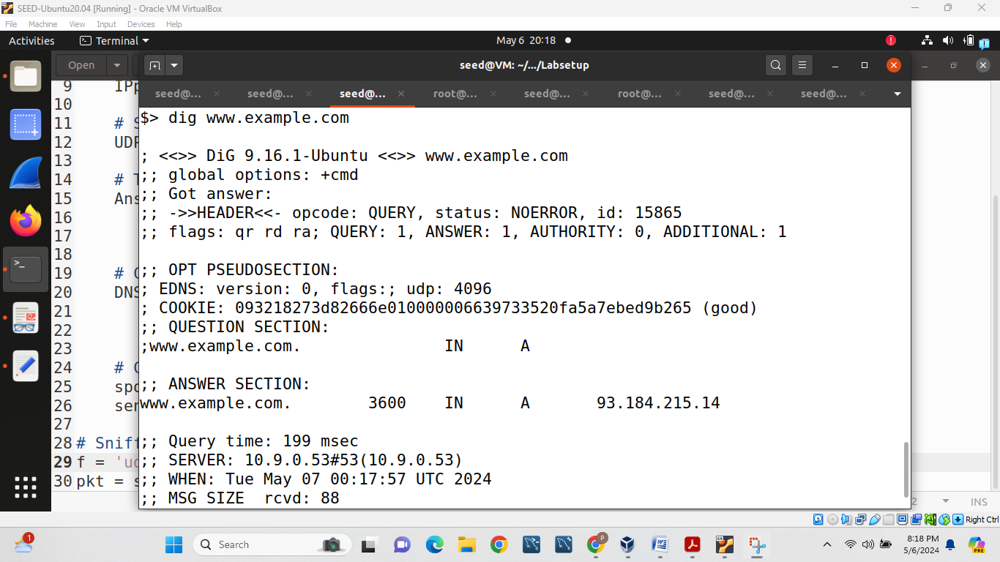 SEED-Ubuntu20.04 [Running] - Oracle VM VirtualBox
File Machine View Input Devices Help
Activities Terminal May 6 20:18
Open seed@VM: ~/.../Labsetup
seed@... seed@... seed@... root@... seed@... root@... seed@... seed@...
9 IPp
10
11 # S
12 UDP
13
14 # T
15 Ans
16
17
18
19 # C
20 DNS
21
22
23
24 # C
25 spo
26 sen
27
28 # Sniff
29 f = 'ud
30 pkt = s
$> dig www.example.com
; <<>> DiG 9.16.1-Ubuntu <<>> www.example.com
;; global options: +cmd
;; Got answer:
;; ->>HEADER<<- opcode: QUERY, status: NOERROR, id: 15865
;; flags: qr rd ra; QUERY: 1, ANSWER: 1, AUTHORITY: 0, ADDITIONAL: 1
;; OPT PSEUDOSECTION:
; EDNS: version: 0, flags:; udp: 4096
; COOKIE: 093218273d82666e010000006639733520fa5a7ebed9b265 (good)
;; QUESTION SECTION:
;www.example.com. IN A
;; ANSWER SECTION:
www.example.com. 3600 IN A 93.184.215.14
;; Query time: 199 msec
;; SERVER: 10.9.0.53#53(10.9.0.53)
;; WHEN: Tue May 07 00:17:57 UTC 2024
;; MSG SIZE rcvd: 88
2 INS
Right Ctrl
1
Search
P
64
8:18 PM
5/6/2024
PRE